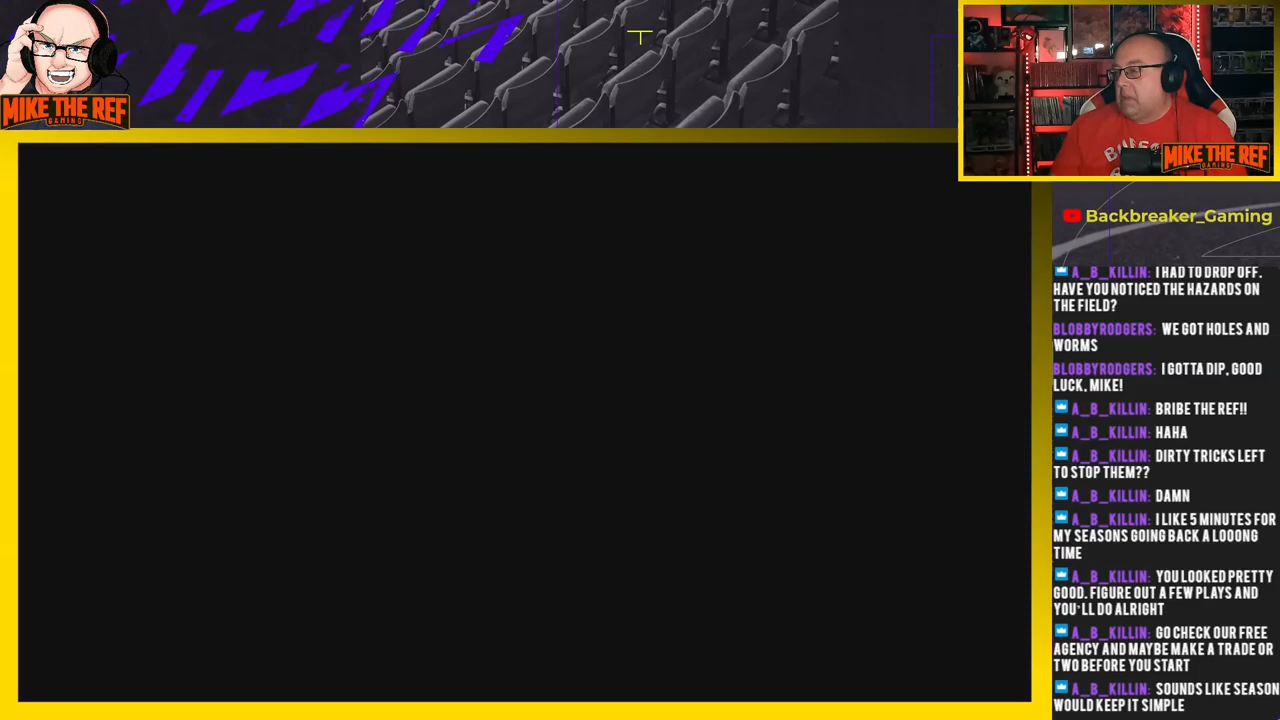 MIKE THE REF
GAMING
MIKE THE REF
GAMING
Backbreaker_Gaming
A_B_KILLIN: I HAD TO DROP OFF.
HAVE YOU NOTICED THE HAZARDS ON
THE FIELD?
BLOBBYRODGERS: WE GOT HOLES AND
WORMS
BLOBBYRODGERS: I GOTTA DIP, GOOD
LUCK, MIKE!
A_B_KILLIN: BRIBE THE REF!!
A_B_KILLIN: HAHA
A_B_KILLIN: DIRTY TRICKS LEFT
TO STOP THEM??
A_B_KILLIN: DAMN
A_B_KILLIN: I LIKE 5 MINUTES FOR
MY SEASONS GOING BACK A LOOONG
TIME
A_B_KILLIN: YOU LOOKED PRETTY
GOOD. FIGURE OUT A FEW PLAYS AND
YOU'LL DO ALRIGHT
A_B_KILLIN: GO CHECK OUR FREE
AGENCY AND MAYBE MAKE A TRADE OR
TWO BEFORE YOU START
A_B_KILLIN: SOUNDS LIKE SEASON
WOULD KEEP IT SIMPLE